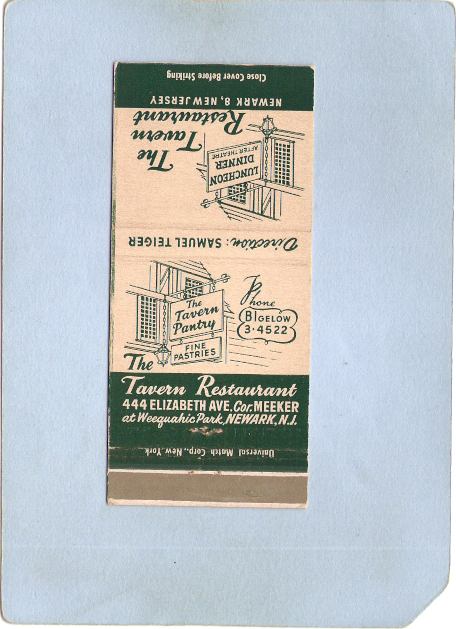 Close Cover Before Striking
NEWARK 8, NEW JERSEY
The
Tavern
Restaurant
LUNCHEON
DINNER
AFTER THEATRE
Direction: SAMUEL TEIGER
The
Tavern
Pantry
FINE
PASTRIES
Phone
BIGELOW
3-4522
The
Tavern Restaurant
444 ELIZABETH AVE. Cor. MEEKER
at Weequahic Park, NEWARK, N.J.
Universal Match Corp., New York